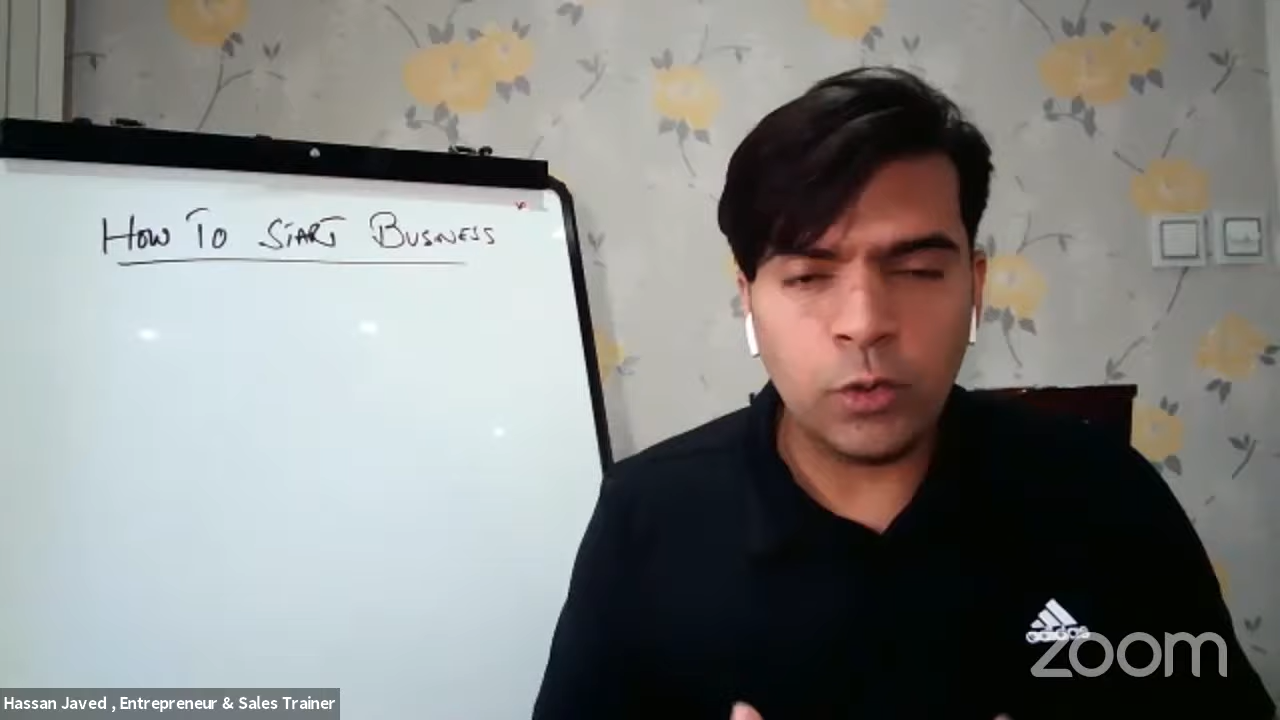 How To Start Business
adidas
zoom
Hassan Javed , Entrepreneur & Sales Trainer